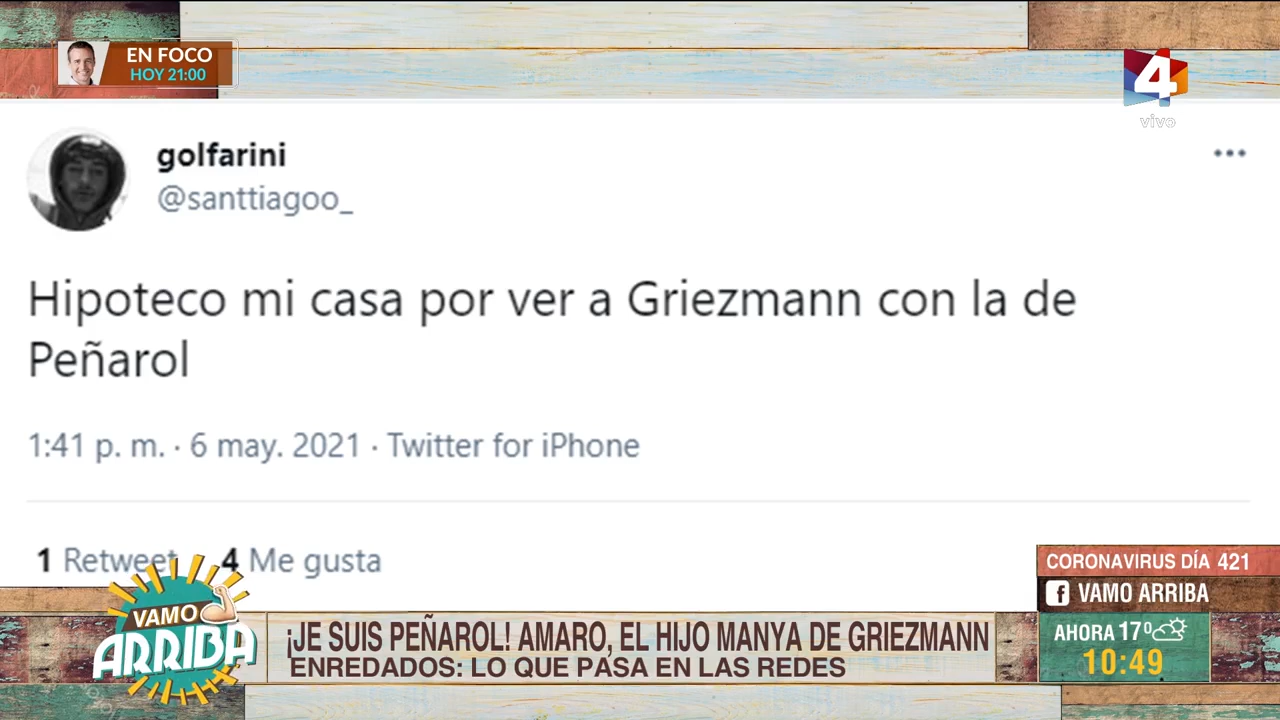 EN FOCO
HOY 21:00
4
vivo
golfarini
@santtiagoo_
Hipoteco mi casa por ver a Griezmann con la de
Peñarol
1:41 p. m. · 6 may. 2021 · Twitter for iPhone
1 Retweet 4 Me gusta
VAMO
ARRIBA
¡JE SUIS PEÑAROL! AMARO, EL HIJO MANYA DE GRIEZMANN
ENREDADOS: LO QUE PASA EN LAS REDES
CORONAVIRUS DÍA 421
f VAMO ARRIBA
AHORA 17º
10:49